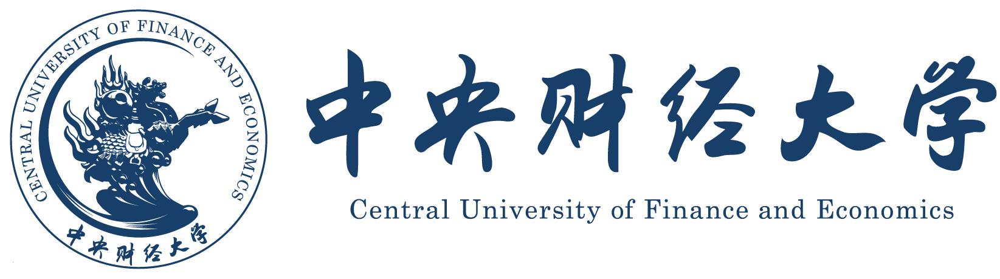 CENTRAL UNIVERSITY OF FINANCE AND ECONOMICS
中央财经大学
中央财经大学
Central University of Finance and Economics